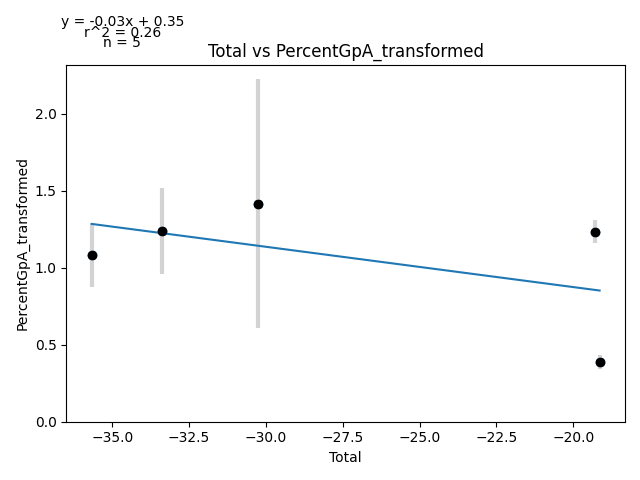 y = -0.03x + 0.35
r^2 = 0.26
n = 5
Total vs PercentGpA_transformed
PercentGpA_transformed
2.0
1.5
1.0
0.5
0.0
−35.0 −32.5 −30.0 −27.5 −25.0 −22.5 −20.0
Total